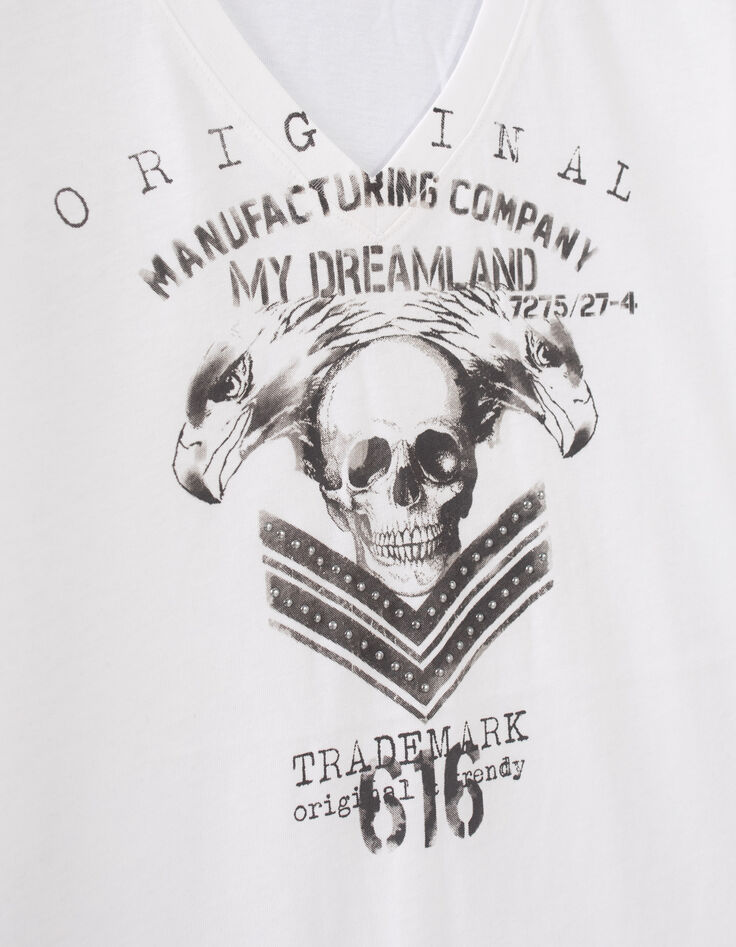 ORIGINAL
MANUFACTURING COMPANY
MY DREAMLAND
7275/27-4
TRADEMARK
original & trendy
616